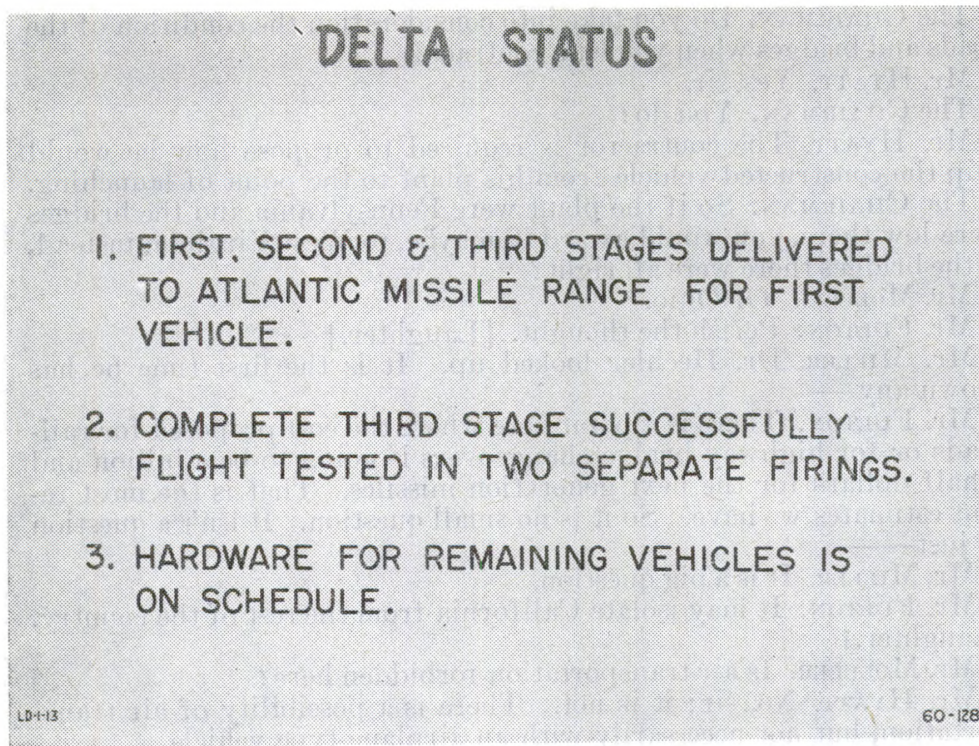 DELTA STATUS
1. FIRST, SECOND & THIRD STAGES DELIVERED
TO ATLANTIC MISSILE RANGE FOR FIRST
VEHICLE.
2. COMPLETE THIRD STAGE SUCCESSFULLY
FLIGHT TESTED IN TWO SEPARATE FIRINGS.
3. HARDWARE FOR REMAINING VEHICLES IS
ON SCHEDULE.
LD-1-13
60-128